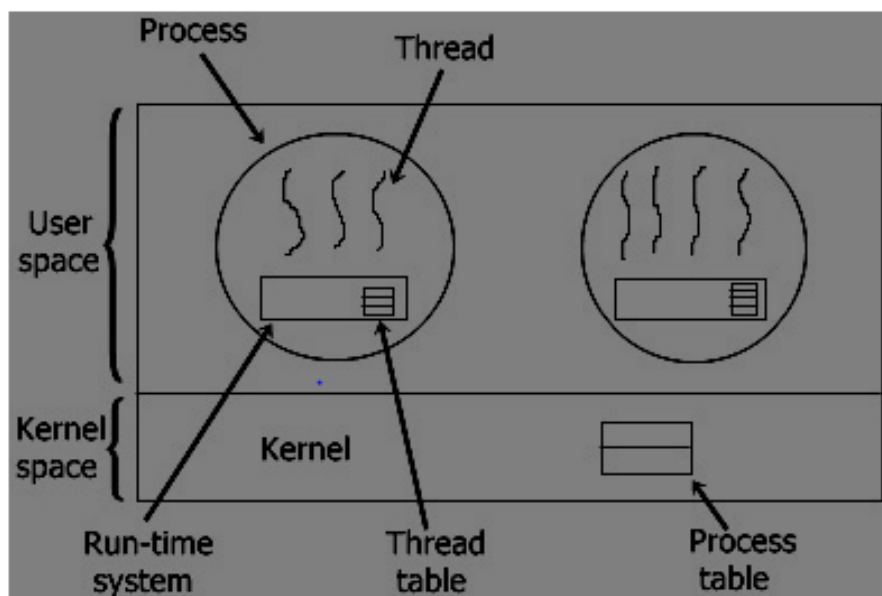 Process
Thread
User
space
Kernel
space
Kernel
Run-time
system
Thread
table
Process
table